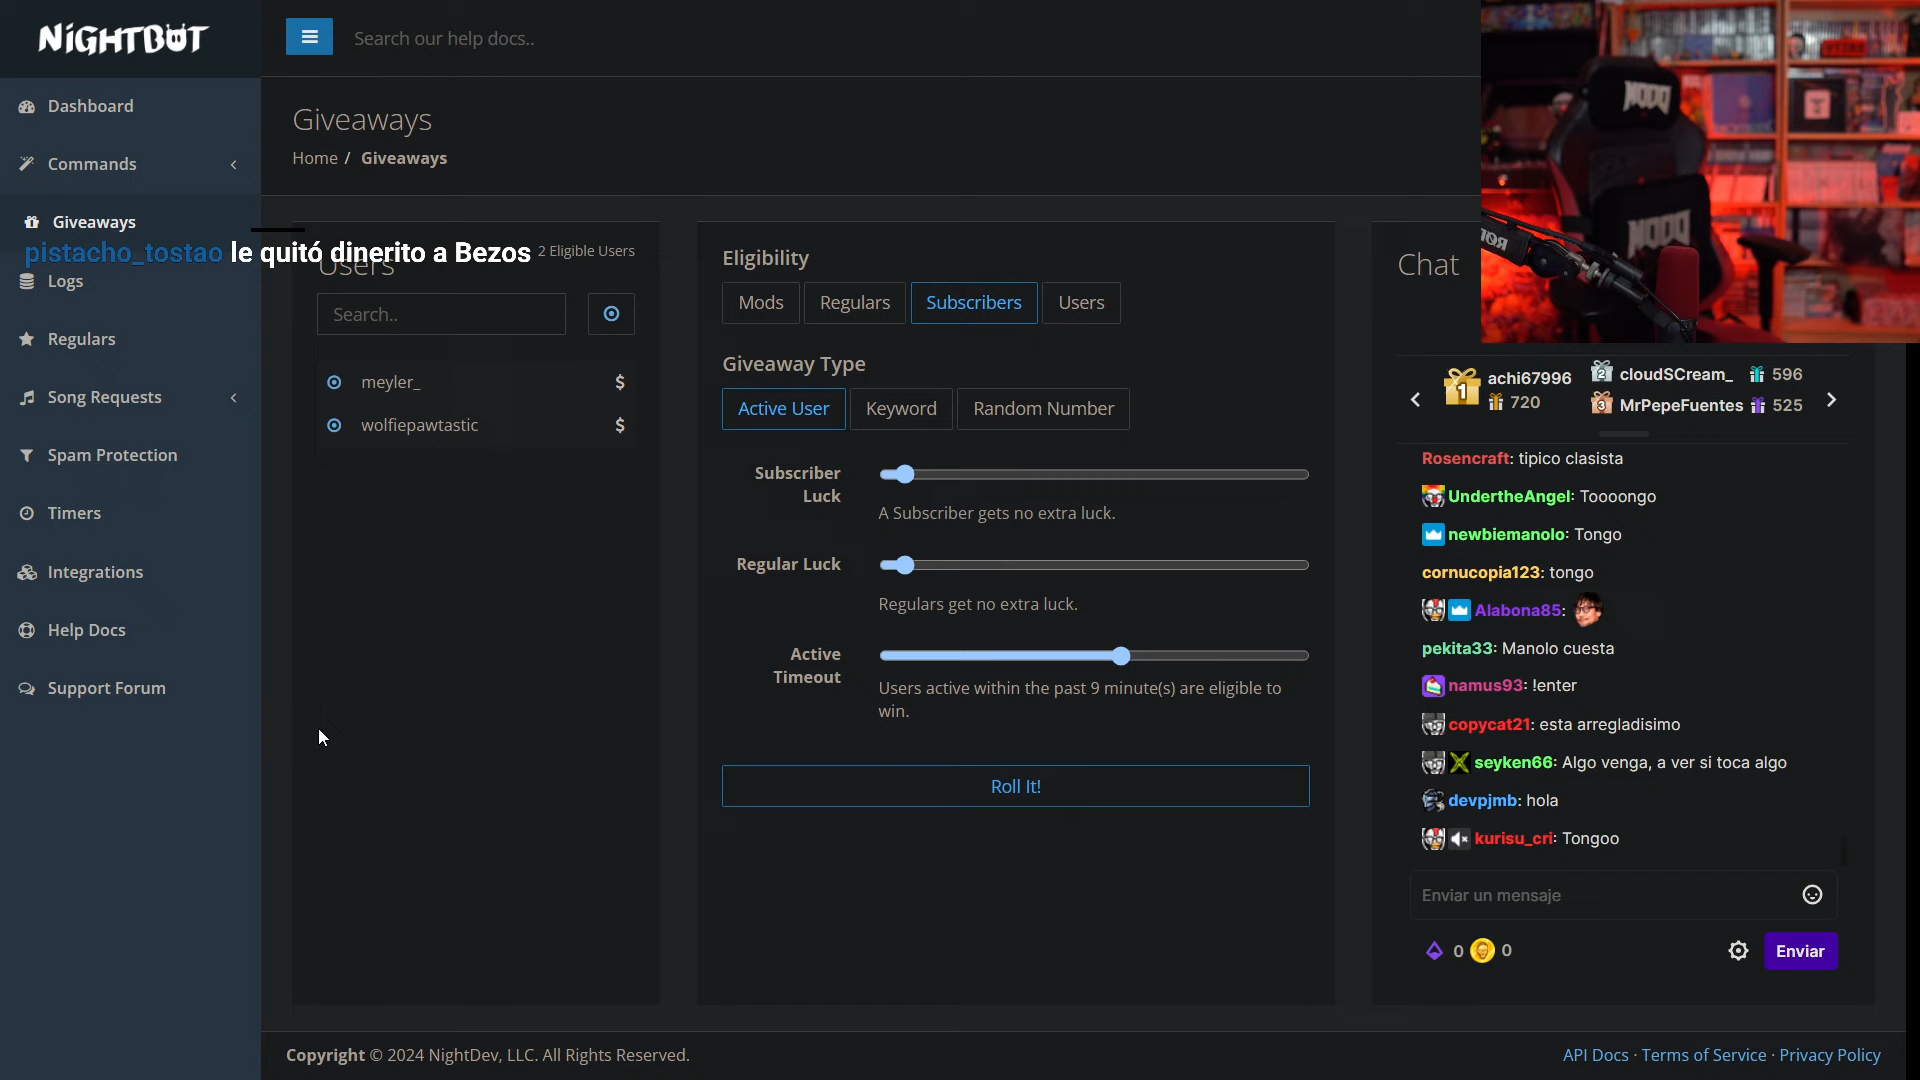 NiGHTBOT
Search our help docs..
Dashboard
Commands
Giveaways
Logs
Regulars
Song Requests
Spam Protection
Timers
Integrations
Help Docs
Support Forum
pistacho_tostao le quitó dinerito a Bezos
Giveaways
Home / Giveaways
Users
2 Eligible Users
Search..
meyler_ $
wolfiepawtastic $
Eligibility
Mods Regulars Subscribers Users
Giveaway Type
Active User Keyword Random Number
Subscriber Luck
A Subscriber gets no extra luck.
Regular Luck
Regulars get no extra luck.
Active Timeout
Users active within the past 9 minute(s) are eligible to
win.
Roll It!
Chat
1 achi67996
720
2 cloudSCream_ 596
3 MrPepeFuentes 525
Rosencraft: tipico clasista
UndertheAngel: Toooongo
newbiemanolo: Tongo
cornucopia123: tongo
Alabona85:
pekita33: Manolo cuesta
namus93: !enter
copycat21: esta arregladisimo
seyken66: Algo venga, a ver si toca algo
devpjmb: hola
kurisu_cri: Tongoo
Enviar un mensaje
0 0
Enviar
Copyright © 2024 NightDev, LLC. All Rights Reserved.
API Docs · Terms of Service · Privacy Policy